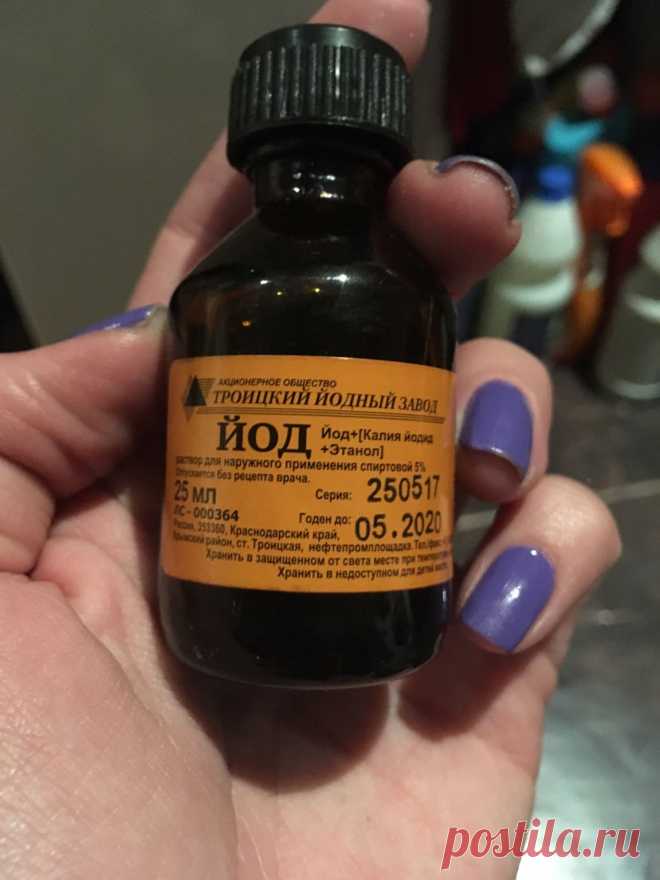 АКЦИОНЕРНОЕ ОБЩЕСТВО
ТРОИЦКИЙ ЙОДНЫЙ ЗАВОД
ЙОД Йод+[Калия йодид
+Этанол]
раствор для наружного применения спиртовой 5%
Отпускается без рецепта врача.
25 МЛ Серия: 250517
ЛС-000364 Годен до: 05.2020
Россия, 353360, Краснодарский край,
Крымский район, ст. Троицкая, нефтепромплощадка.
Хранить в защищенном от света месте при
Хранить в недоступном для детей месте
postila.ru